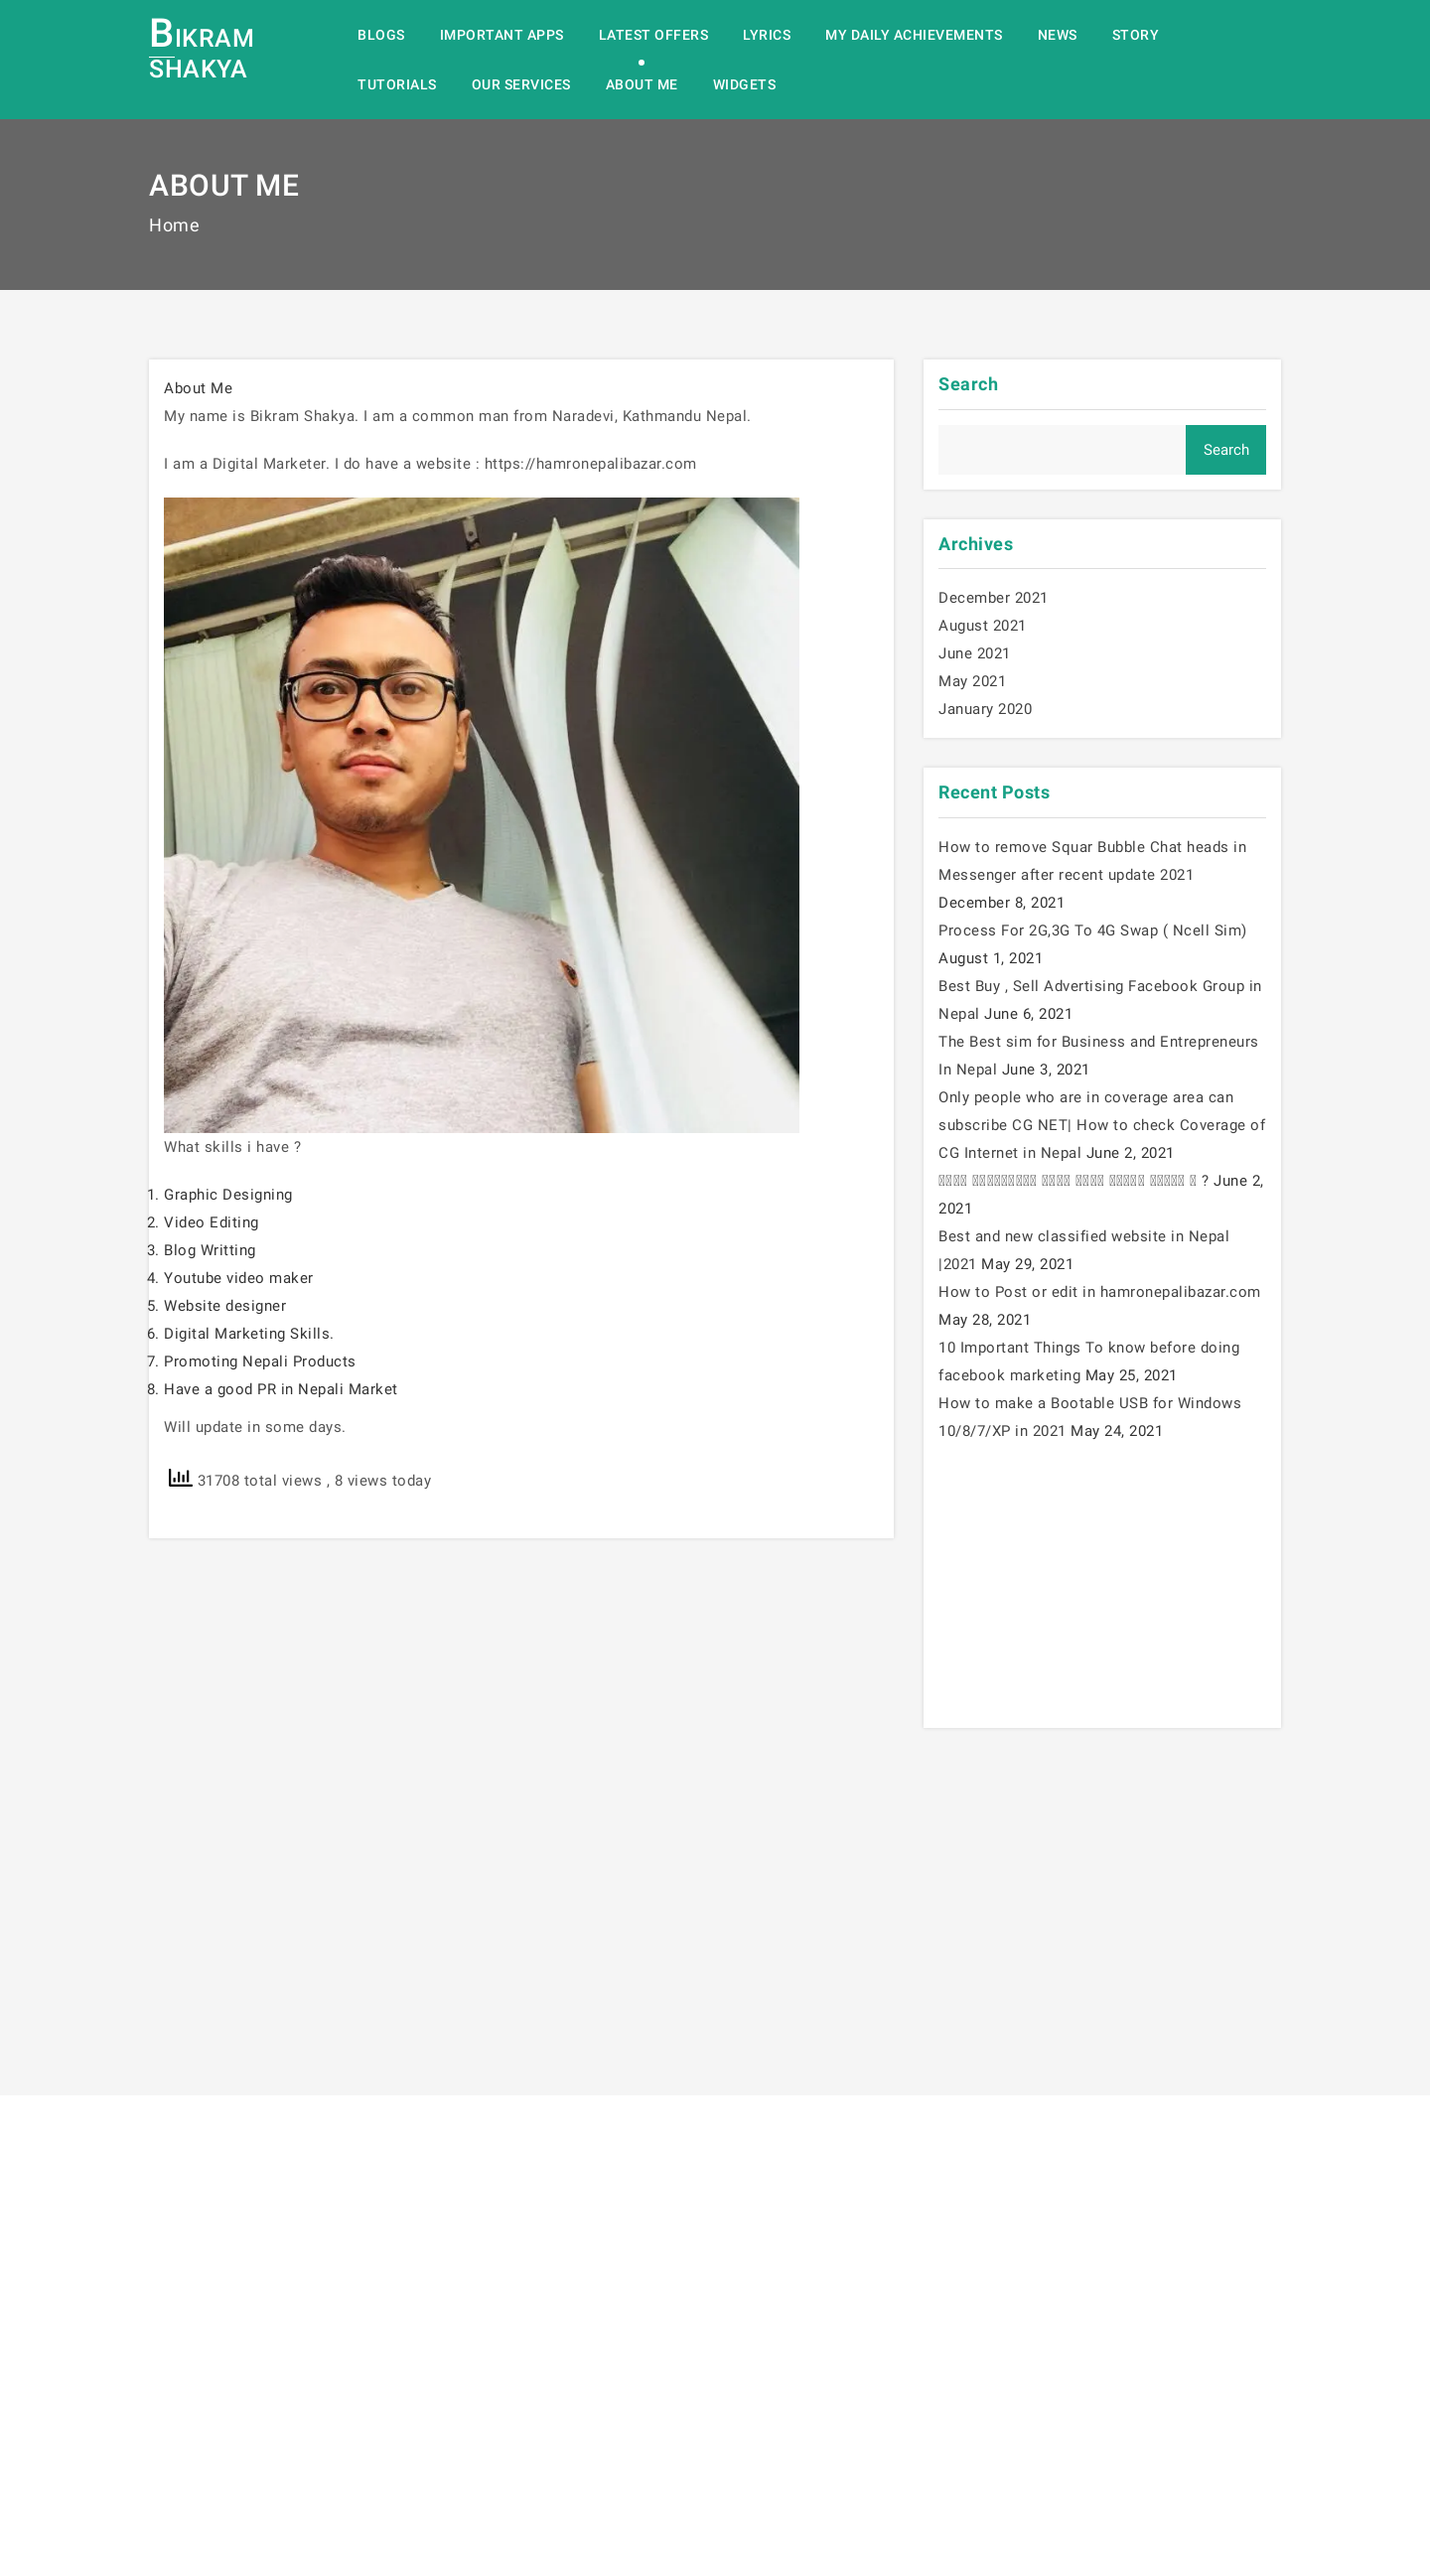 BIKRAM
SHAKYA
BLOGS IMPORTANT APPS LATEST OFFERS LYRICS MY DAILY ACHIEVEMENTS NEWS STORY
TUTORIALS OUR SERVICES ABOUT ME WIDGETS
ABOUT ME
Home
About Me
My name is Bikram Shakya. I am a common man from Naradevi, Kathmandu Nepal.
I am a Digital Marketer. I do have a website : https://hamronepalibazar.com
What skills i have ?
1. Graphic Designing
2. Video Editing
3. Blog Writting
4. Youtube video maker
5. Website designer
6. Digital Marketing Skills.
7. Promoting Nepali Products
8. Have a good PR in Nepali Market
Will update in some days.
31708 total views , 8 views today
Search
Search
Archives
December 2021
August 2021
June 2021
May 2021
January 2020
Recent Posts
How to remove Squar Bubble Chat heads in
Messenger after recent update 2021
December 8, 2021
Process For 2G,3G To 4G Swap ( Ncell Sim)
August 1, 2021
Best Buy , Sell Advertising Facebook Group in
Nepal June 6, 2021
The Best sim for Business and Entrepreneurs
In Nepal June 3, 2021
Only people who are in coverage area can
subscribe CG NET| How to check Coverage of
CG Internet in Nepal June 2, 2021
? June 2,
2021
Best and new classified website in Nepal
|2021 May 29, 2021
How to Post or edit in hamronepalibazar.com
May 28, 2021
10 Important Things To know before doing
facebook marketing May 25, 2021
How to make a Bootable USB for Windows
10/8/7/XP in 2021 May 24, 2021